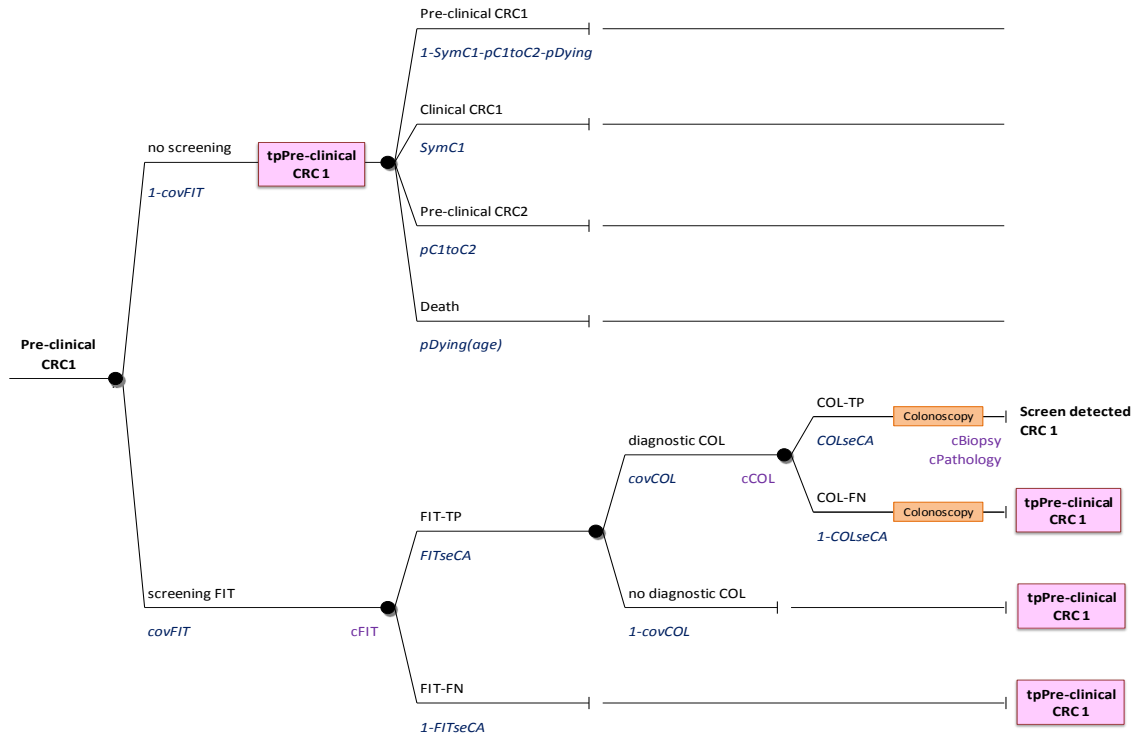 Pre-clinical CRC1
1-SymC1-pC1toC2-pDying
Clinical CRC1
SymC1
no screening
1-covFIT
tpPre-clinical
CRC 1
Pre-clinical CRC2
pC1toC2
Death
pDying(age)
Pre-clinical
CRC1
COL-TP
COLseCA
Colonoscopy
cBiopsy
cPathology
Screen detected
CRC 1
diagnostic COL
covCOL
cCOL
COL-FN
1-COLseCA
Colonoscopy
tpPre-clinical
CRC 1
FIT-TP
FITseCA
screening FIT
covFIT
cFIT
no diagnostic COL
1-covCOL
tpPre-clinical
CRC 1
FIT-FN
1-FITseCA
tpPre-clinical
CRC 1